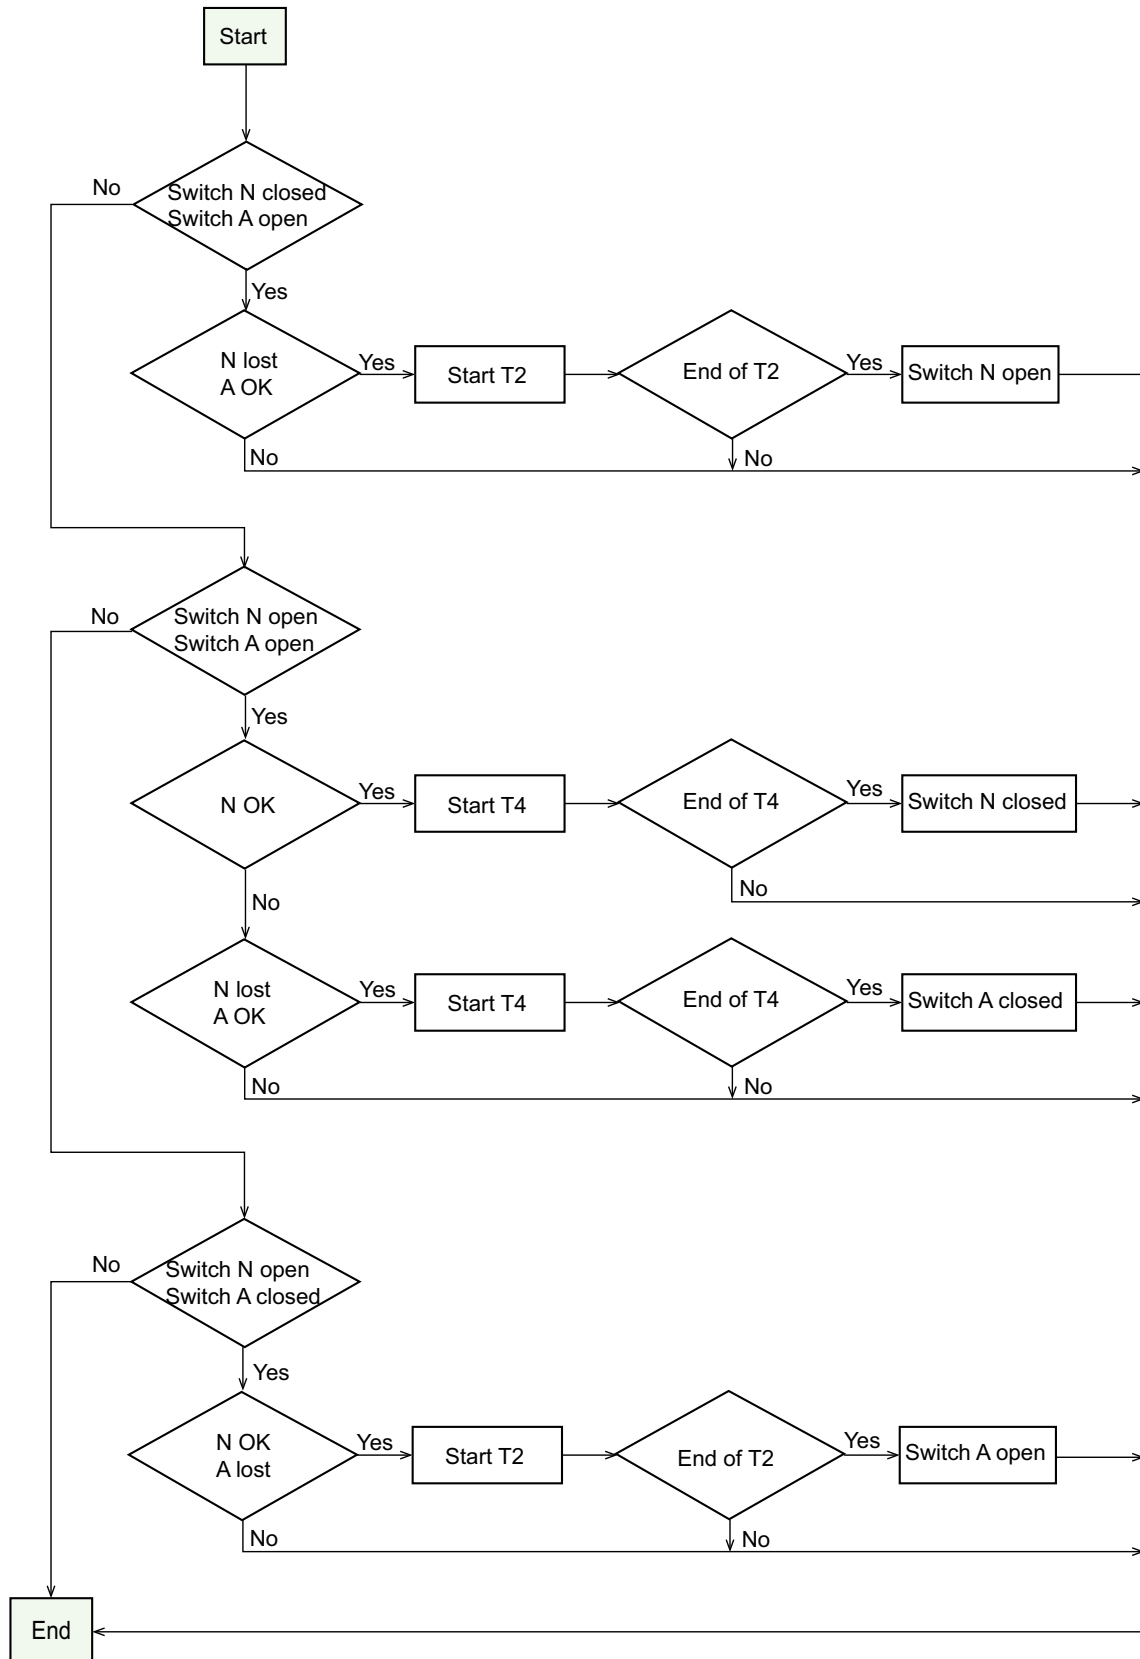 Start
No
Switch N closed
Switch A open
Yes
N lost
A OK
Yes
Start T2
End of T2
Yes
Switch N open
No
No
No
Switch N open
Switch A open
Yes
N OK
Yes
Start T4
End of T4
Yes
Switch N closed
No
No
N lost
A OK
Yes
Start T4
End of T4
Yes
Switch A closed
No
No
No
Switch N open
Switch A closed
Yes
N OK
A lost
Yes
Start T2
End of T2
Yes
Switch A open
No
No
End